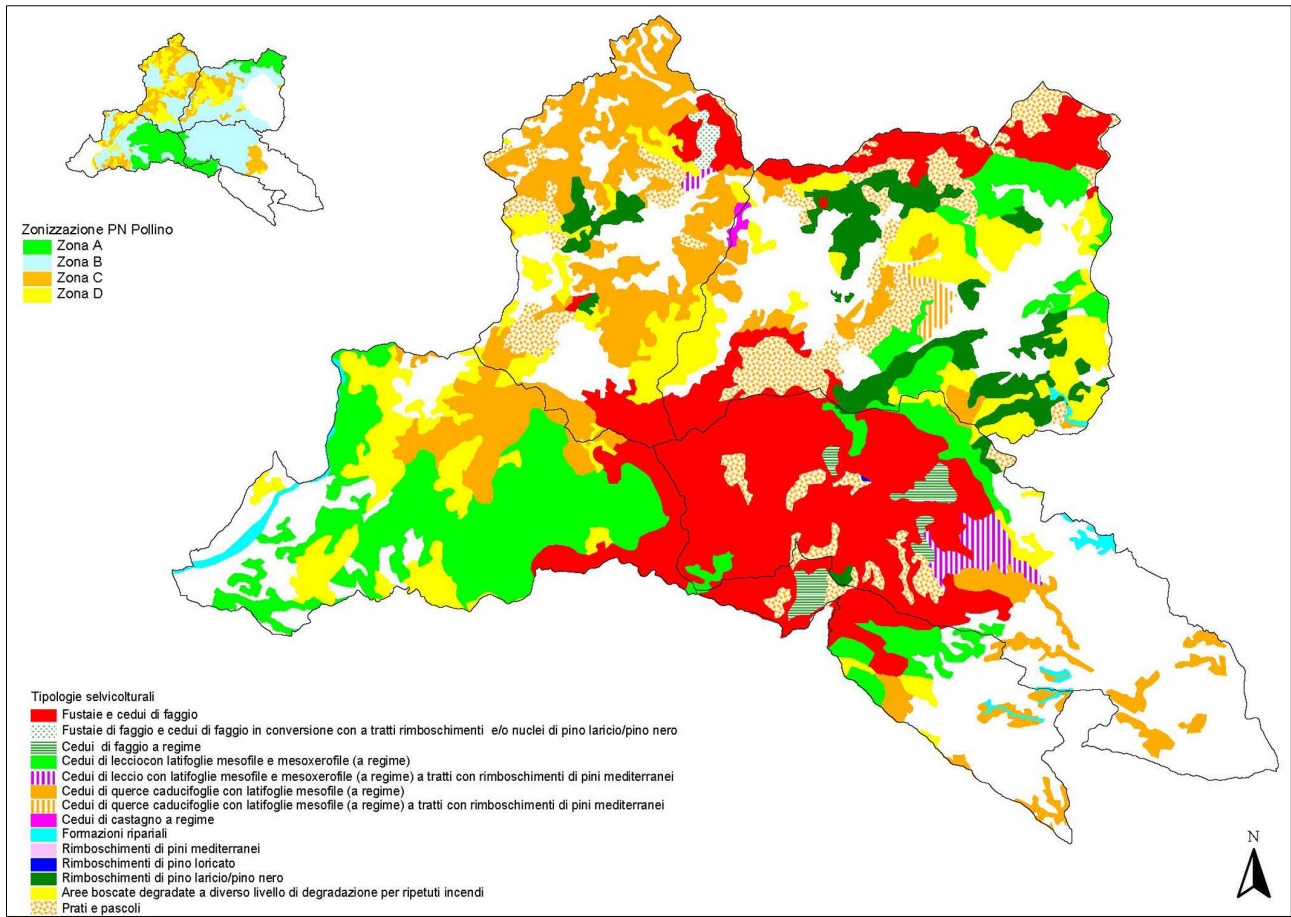 Zonizzazione PN Pollino
Zona A
Zona B
Zona C
Zona D
Tipologie selvicolturali
Fustaie e cedui di faggio
Fustaie di faggio e cedui di faggio in conversione con a tratti rimboschimenti e/o nuclei di pino laricio/pino nero
Cedui di faggio a regime
Cedui di lecciocon latifoglie mesofile e mesoxerofile (a regime)
Cedui di leccio con latifoglie mesofile e mesoxerofile (a regime) a tratti con rimboschimenti di pini mediterranei
Cedui di querce caducifoglie con latifoglie mesofile (a regime)
Cedui di querce caducifoglie con latifoglie mesofile (a regime) a tratti con rimboschimenti di pini mediterranei
Cedui di castagno a regime
Formazioni ripariali
Rimboschimenti di pini mediterranei
Rimboschimenti di pino loricato
Rimboschimenti di pino laricio/pino nero
Aree boscate degradate a diverso livello di degradazione per ripetuti incendi
Prati e pascoli
N